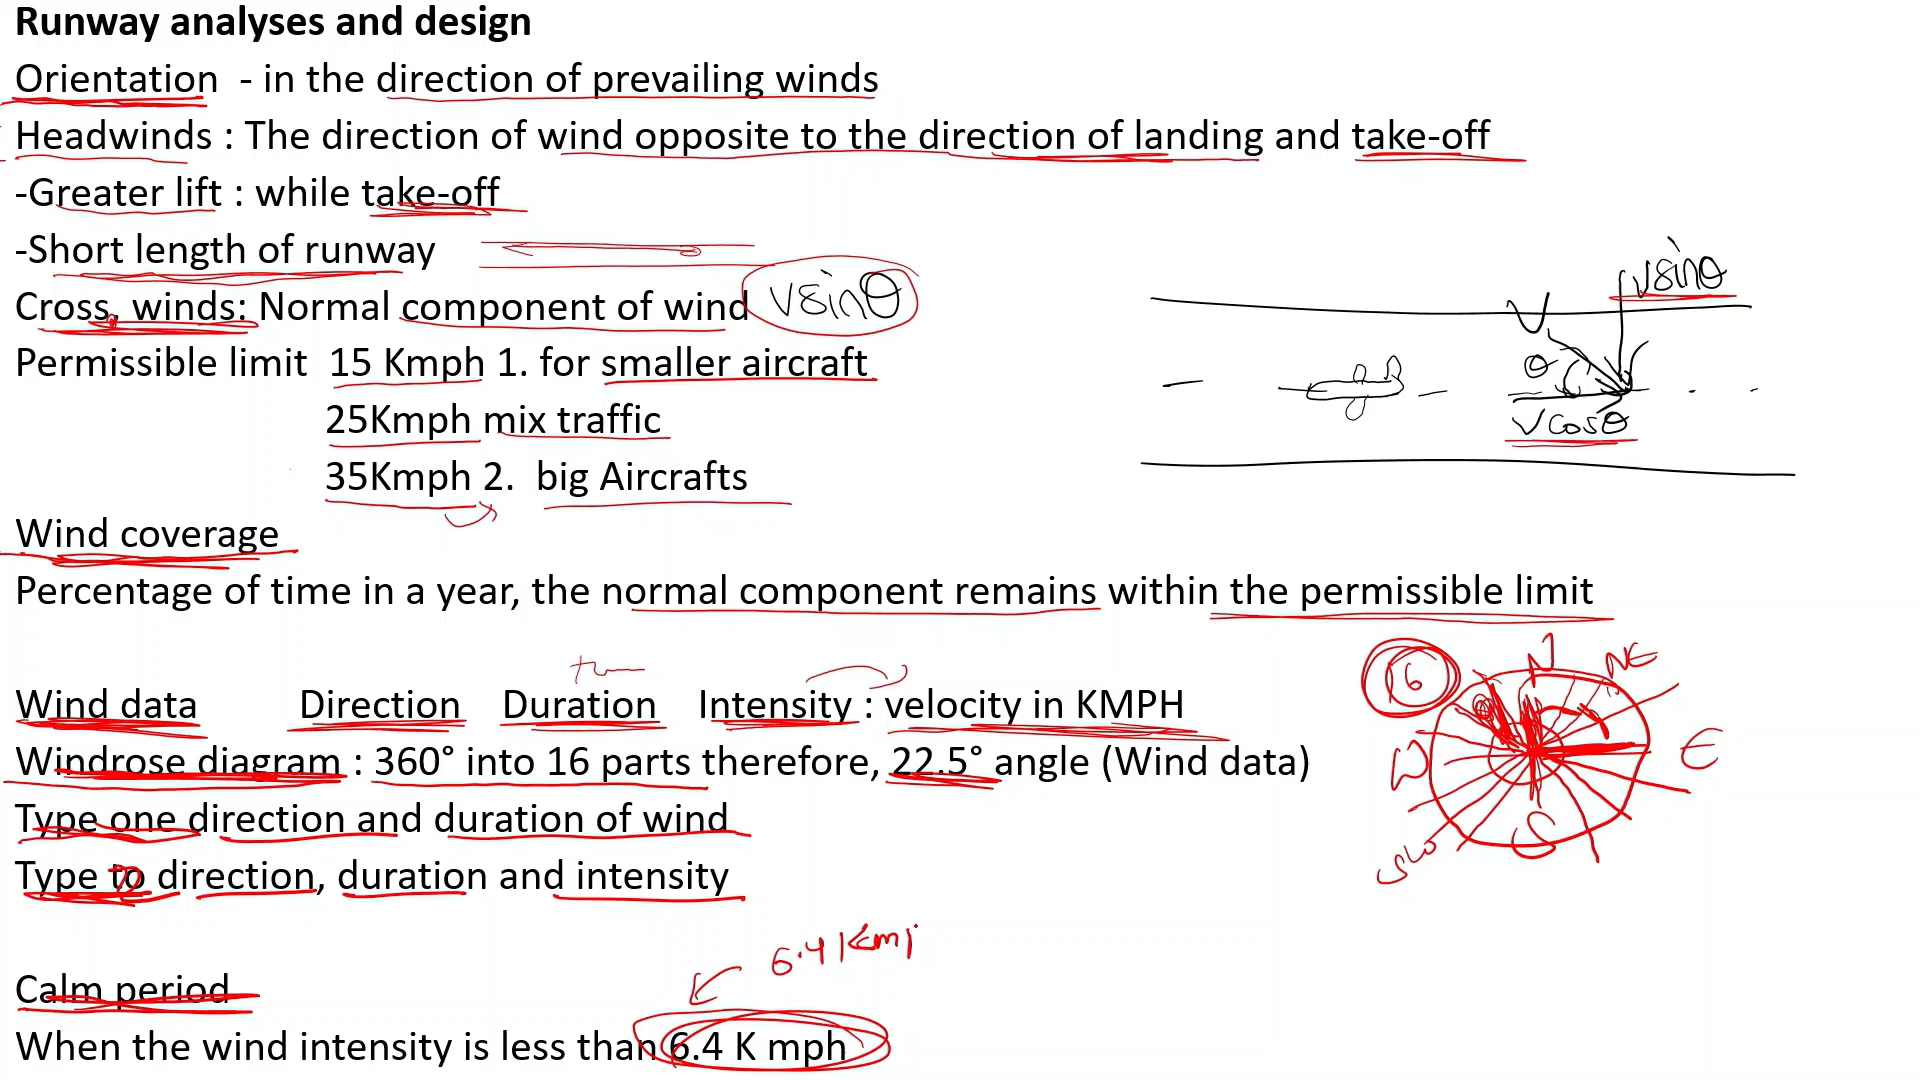 Runway analyses and design
Orientation - in the direction of prevailing winds
Headwinds : The direction of wind opposite to the direction of landing and take-off
-Greater lift : while take-off
-Short length of runway
Cross, winds: Normal component of wind Vsinθ
Permissible limit 15 Kmph 1. for smaller aircraft
25Kmph mix traffic
35Kmph 2. big Aircrafts
V Vsinθ
θ
Vcosθ
Wind coverage
Percentage of time in a year, the normal component remains within the permissible limit
Wind data Direction Duration Intensity : velocity in KMPH
Windrose diagram : 360° into 16 parts therefore, 22.5° angle (Wind data)
Type one direction and duration of wind
Type to direction, duration and intensity
16 N NE
W E
SW S
6.4 Km
Calm period
When the wind intensity is less than 6.4 K mph